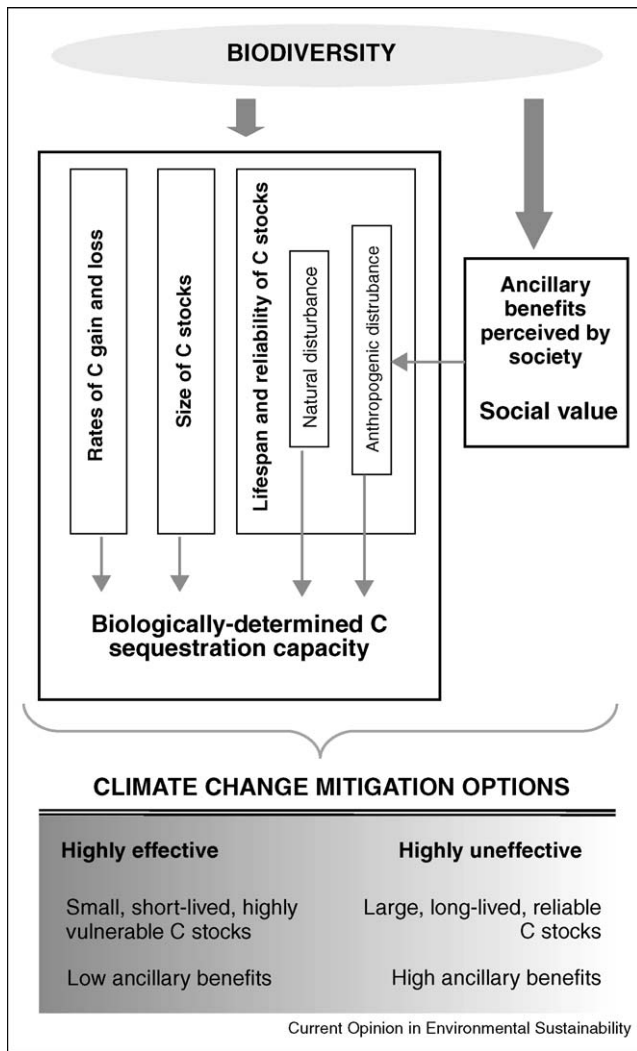 BIODIVERSITY
Rates of C gain and loss
Size of C stocks
Lifespan and reliability of C stocks
Natural disturbance
Anthropogenic distrubance
Ancillary
benefits
perceived by
society
Social value
Biologically-determined C
sequestration capacity
CLIMATE CHANGE MITIGATION OPTIONS
Highly effective
Highly uneffective
Small, short-lived, highly
vulnerable C stocks
Large, long-lived, reliable
C stocks
Low ancillary benefits
High ancillary benefits
Current Opinion in Environmental Sustainability